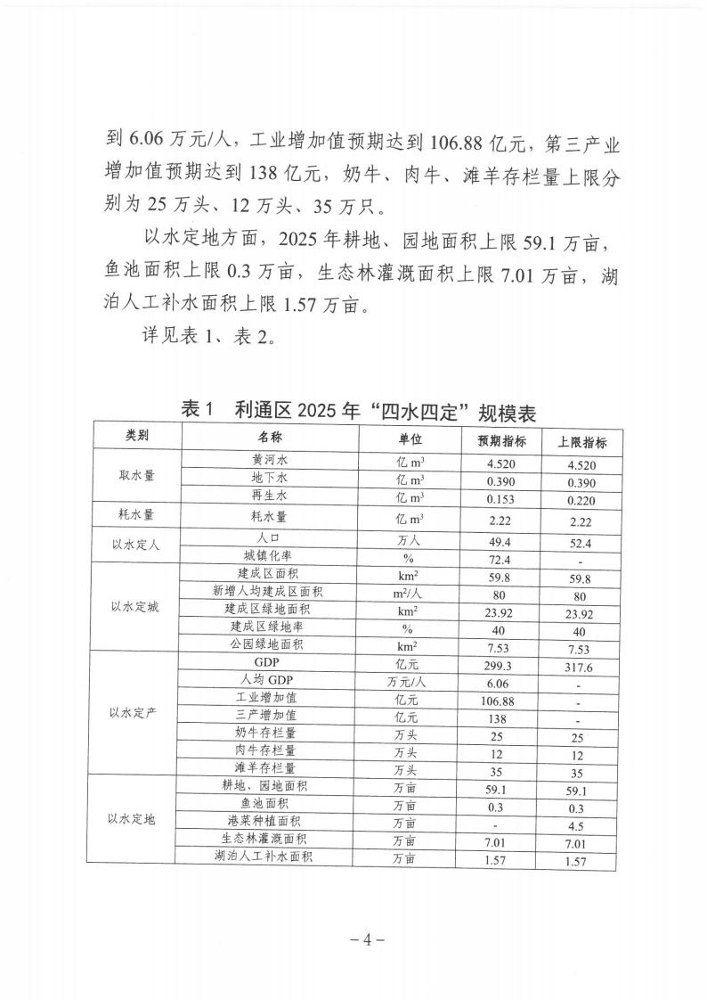 到 6.06 万元/人，工业增加值预期达到 106.88 亿元，第三产业
增加值预期达到 138 亿元，奶牛、肉牛、滩羊存栏量上限分
别为 25 万头、12 万头、35 万只。
以水定地方面，2025 年耕地、园地面积上限 59.1 万亩，
鱼池面积上限 0.3 万亩，生态林灌溉面积上限 7.01 万亩，湖
泊人工补水面积上限 1.57 万亩。
详见表 1、表 2。
表 1 利通区 2025 年“四水四定”规模表
类别 名称 单位 预期指标 上限指标
取水量 黄河水 亿 m³ 4.520 4.520
地下水 亿 m³ 0.390 0.390
再生水 亿 m³ 0.153 0.220
耗水量 耗水量 亿 m³ 2.22 2.22
以水定人 人口 万人 49.4 52.4
城镇化率 % 72.4 -
以水定城 建成区面积 km² 59.8 59.8
新增人均建成区面积 m²/人 80 80
建成区绿地面积 km² 23.92 23.92
建成区绿地率 % 40 40
公园绿地面积 km² 7.53 7.53
以水定产 GDP 亿元 299.3 317.6
人均 GDP 万元/人 6.06 -
工业增加值 亿元 106.88 -
三产增加值 亿元 138 -
奶牛存栏量 万头 25 25
肉牛存栏量 万头 12 12
滩羊存栏量 万头 35 35
以水定地 耕地、园地面积 万亩 59.1 59.1
鱼池面积 万亩 0.3 0.3
港菜种植面积 万亩 - 4.5
生态林灌溉面积 万亩 7.01 7.01
湖泊人工补水面积 万亩 1.57 1.57
- 4 -